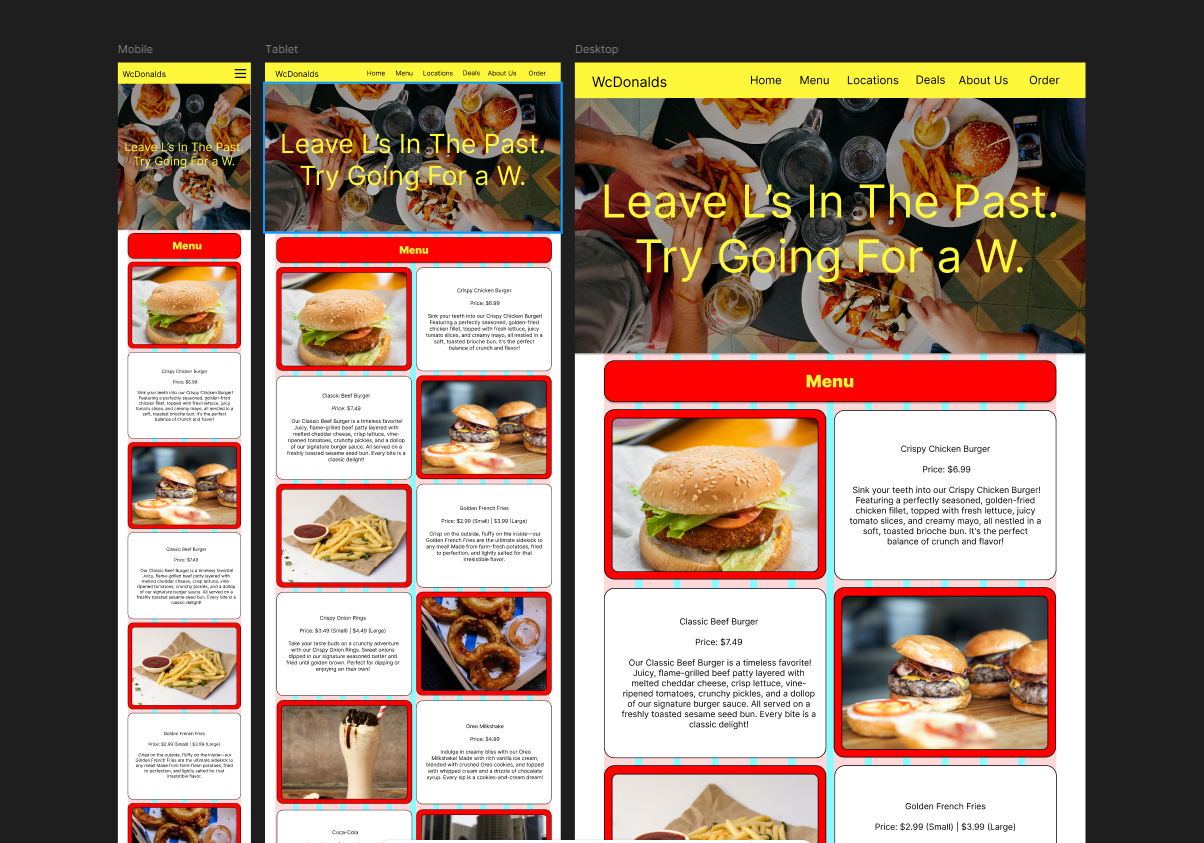 Mobile
WcDonalds
Leave L's In The Past.
Try Going For a W.
Menu
Crispy Chicken Burger
Price: $6.99
Sink your teeth into our Crispy Chicken Burger!
Featuring a perfectly seasoned, golden-fried
chicken fillet, topped with fresh lettuce, juicy
tomato slices, and creamy mayo, all nestled in a
soft, toasted brioche bun. It's the perfect
balance of crunch and flavor!
Classic Beef Burger
Price: $7.49
Our Classic Beef Burger is a timeless favorite!
Juicy, flame-grilled beef patty layered with
melted cheddar cheese, crisp lettuce, vine-
ripened tomatoes, crunchy pickles, and a dollop
of our signature burger sauce. All served on a
freshly toasted sesame seed bun. Every bite is a
classic delight!
Golden French Fries
Price: $2.99 (Small) | $3.99 (Large)
Crisp on the outside, fluffy on the inside—our
Golden French Fries are the ultimate sidekick to
any meal! Made from farm-fresh potatoes, fried
to perfection, and lightly salted for that
irresistible flavor.
Tablet
WcDonalds
Home Menu Locations Deals About Us Order
Leave L's In The Past.
Try Going For a W.
Menu
Crispy Chicken Burger
Price: $6.99
Sink your teeth into our Crispy Chicken Burger!
Featuring a perfectly seasoned, golden-fried
chicken fillet, topped with fresh lettuce, juicy
tomato slices, and creamy mayo, all nestled in a
soft, toasted brioche bun. It's the perfect
balance of crunch and flavor!
Classic Beef Burger
Price: $7.49
Our Classic Beef Burger is a timeless favorite!
Juicy, flame-grilled beef patty layered with
melted cheddar cheese, crisp lettuce, vine-
ripened tomatoes, crunchy pickles, and a dollop
of our signature burger sauce. All served on a
freshly toasted sesame seed bun. Every bite is a
classic delight!
Golden French Fries
Price: $2.99 (Small) | $3.99 (Large)
Crisp on the outside, fluffy on the inside—our
Golden French Fries are the ultimate sidekick to
any meal! Made from farm-fresh potatoes, fried
to perfection, and lightly salted for that
irresistible flavor.
Crispy Onion Rings
Price: $3.49 (Small) | $4.49 (Large)
Take your taste buds on a crunchy adventure
with our Crispy Onion Rings. Sweet onions
dipped in our signature seasoned batter and
fried until golden brown. Perfect for dipping or
enjoying on their own!
Oreo Milkshake
Price: $4.99
Indulge in creamy bliss with our Oreo
Milkshake! Made with rich vanilla ice cream,
blended with crushed Oreo cookies, and topped
with whipped cream and a drizzle of chocolate
syrup. Every sip is a cookies-and-cream dream!
Coca-Cola
Desktop
WcDonalds
Home Menu Locations Deals About Us Order
Leave L's In The Past.
Try Going For a W.
Menu
Crispy Chicken Burger
Price: $6.99
Sink your teeth into our Crispy Chicken Burger!
Featuring a perfectly seasoned, golden-fried
chicken fillet, topped with fresh lettuce, juicy
tomato slices, and creamy mayo, all nestled in a
soft, toasted brioche bun. It's the perfect
balance of crunch and flavor!
Classic Beef Burger
Price: $7.49
Our Classic Beef Burger is a timeless favorite!
Juicy, flame-grilled beef patty layered with
melted cheddar cheese, crisp lettuce, vine-
ripened tomatoes, crunchy pickles, and a dollop
of our signature burger sauce. All served on a
freshly toasted sesame seed bun. Every bite is a
classic delight!
Golden French Fries
Price: $2.99 (Small) | $3.99 (Large)